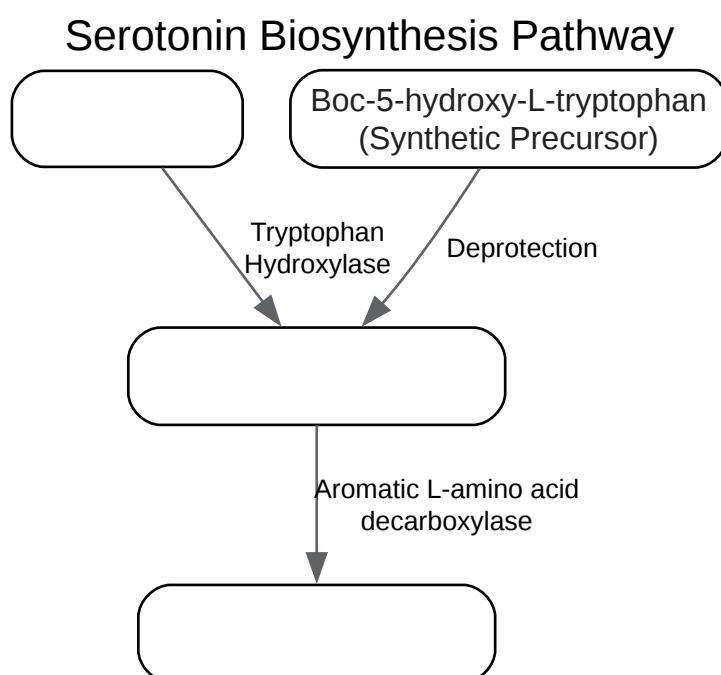 Serotonin Biosynthesis Pathway
Boc-5-hydroxy-L-tryptophan
(Synthetic Precursor)
Tryptophan
Hydroxylase
Deprotection
Aromatic L-amino acid
decarboxylase